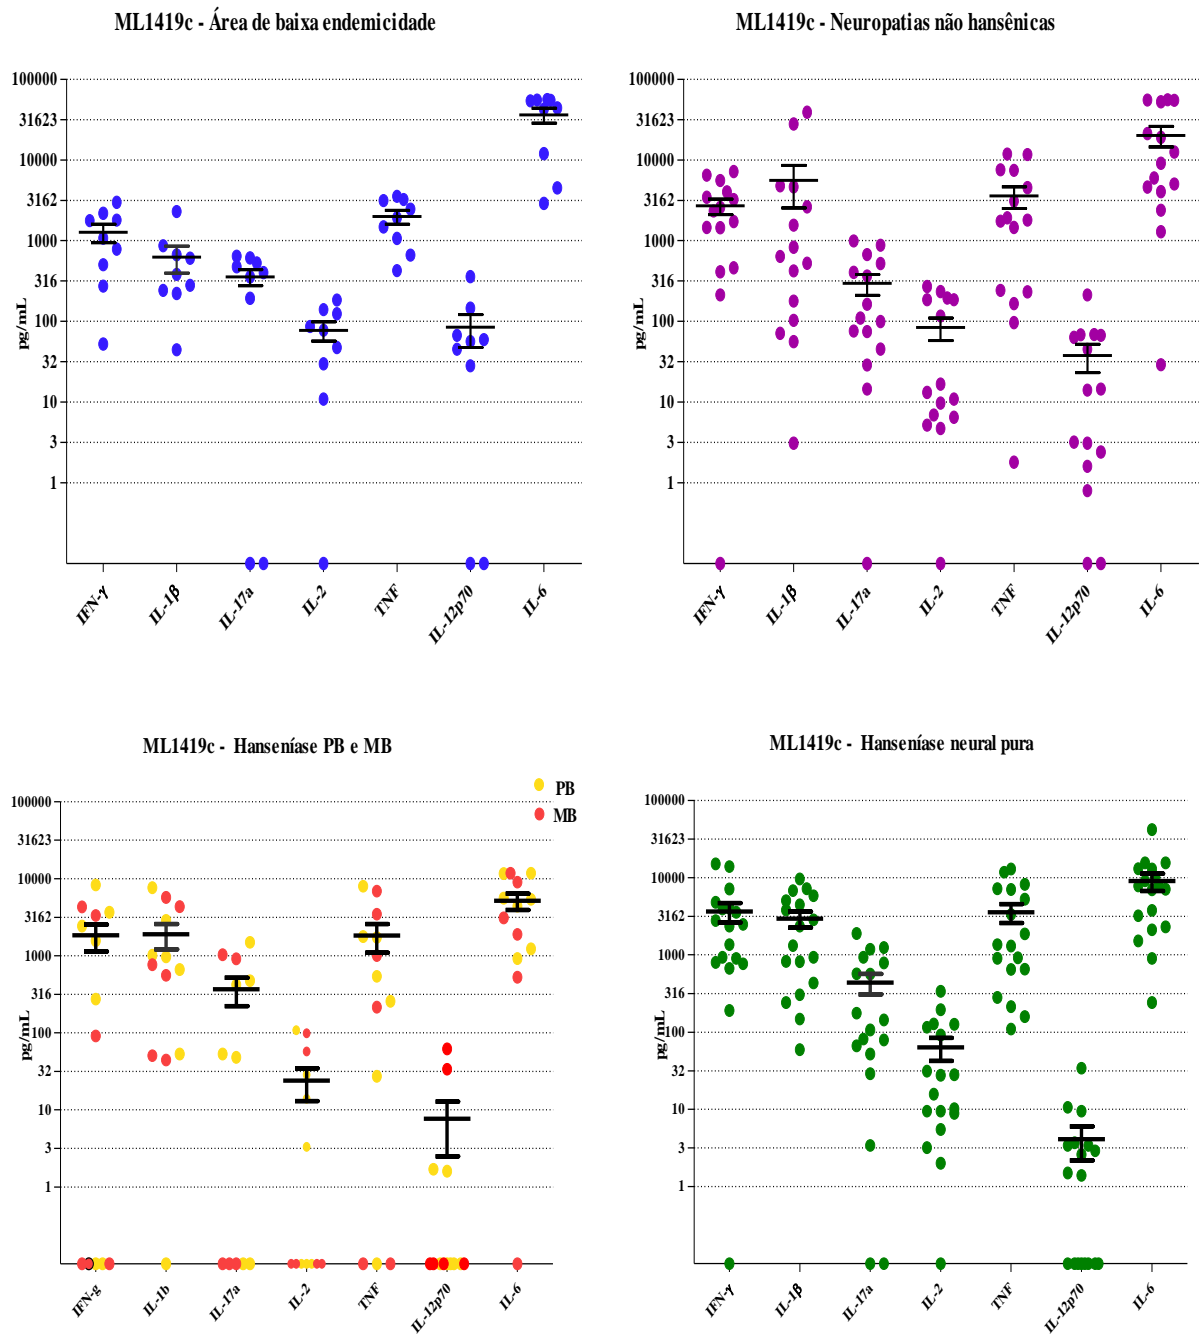 ML1419c - Área de baixa endemicidade
100000
31623
10000
3162
1000
316
100
32
10
3
1
pg/mL
IFN-γ
IL-1β
IL-17a
IL-2
TNF
IL-12p70
IL-6
ML1419c - Neuropatias não hansênicas
100000
31623
10000
3162
1000
316
100
32
10
3
1
pg/mL
IFN-γ
IL-1β
IL-17a
IL-2
TNF
IL-12p70
IL-6
ML1419c - Hanseníase PB e MB
PB
MB
100000
31623
10000
3162
1000
316
100
32
10
3
1
pg/mL
IFN-g
IL-1b
IL-17a
IL-2
TNF
IL-12p70
IL-6
ML1419c - Hanseníase neural pura
100000
31623
10000
3162
1000
316
100
32
10
3
1
pg/mL
IFN-γ
IL-1β
IL-17a
IL-2
TNF
IL-12p70
IL-6